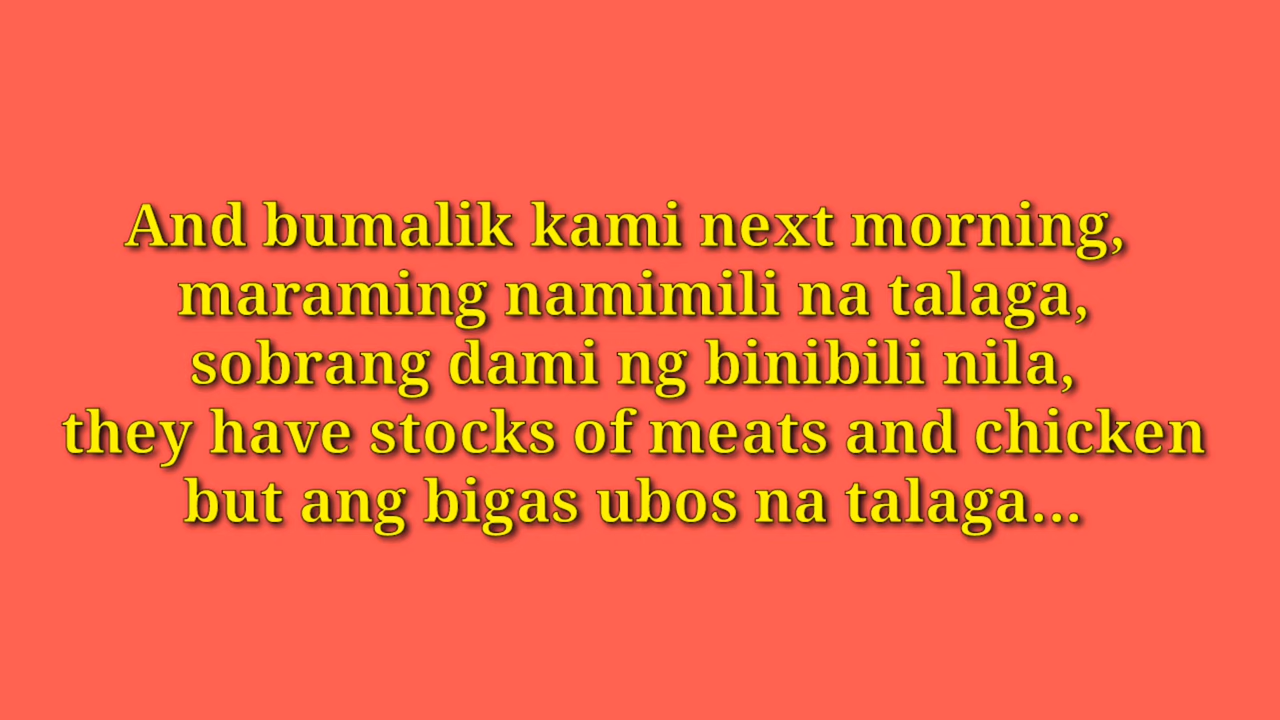 And bumalik kami next morning,
maraming namimili na talaga,
sobrang dami ng binibili nila,
they have stocks of meats and chicken
but ang bigas ubos na talaga...